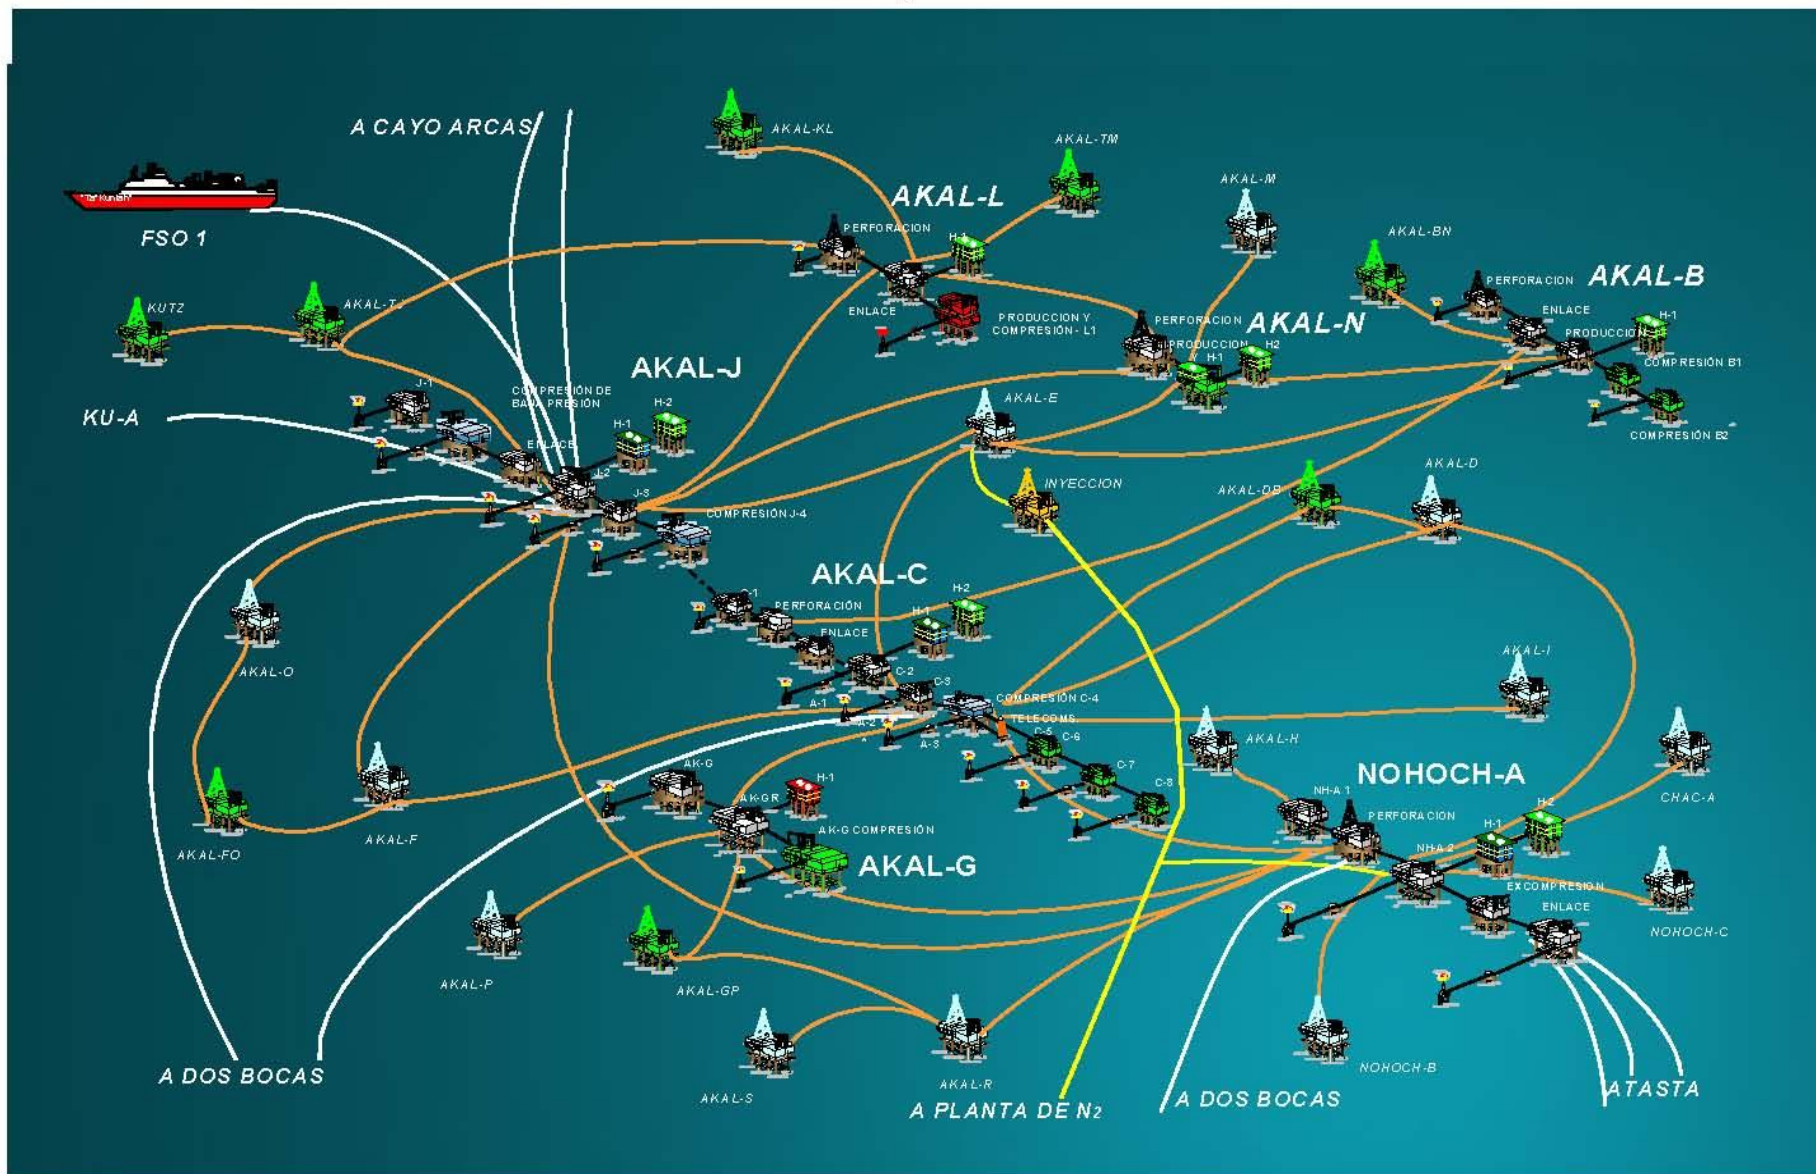 A CAYO ARCAS
AKAL-KL
AKAL-TM
AKAL-M
"Ta' Kuntah"
FSO 1
AKAL-L
PERFORACION
H-1
ENLACE
PRODUCCION Y
COMPRESIÓN - L1
AKAL-BN
AKAL-B
PERFORACION
ENLACE
PRODUCCION
H-1
COMPRESIÓN B1
COMPRESIÓN B2
KUTZ
AKAL-TJ
PERFORACION
AKAL-N
PRODUCCION
Y
H-1
H2
AKAL-J
J-1
COMPRESIÓN DE
BAJA PRESIÓN
H-2
H-1
ENLACE
J-2
J-3
COMPRESIÓN J-4
KU-A
AKAL-E
INYECCION
AKAL-DB
AKAL-D
AKAL-C
C-1
PERFORACIÓN
ENLACE
H-1
H-2
C-2
C-3
COMPRESIÓN C-4
TELECOMS.
A-1
A-2
A-3
C-5
C-6
C-7
C-8
AKAL-O
AKAL-FO
AKAL-F
AK-G
AK-GR
H-1
AK-G COMPRESIÓN
AKAL-G
AKAL-I
AKAL-H
CHAC-A
NOHOCH-A
NH-A 1
PERFORACION
H-2
H-1
NH-A 2
EXCOMPRESION
ENLACE
NOHOCH-C
AKAL-P
AKAL-GP
AKAL-S
AKAL-R
NOHOCH-B
A DOS BOCAS
A PLANTA DE N2
A DOS BOCAS
ATASTA